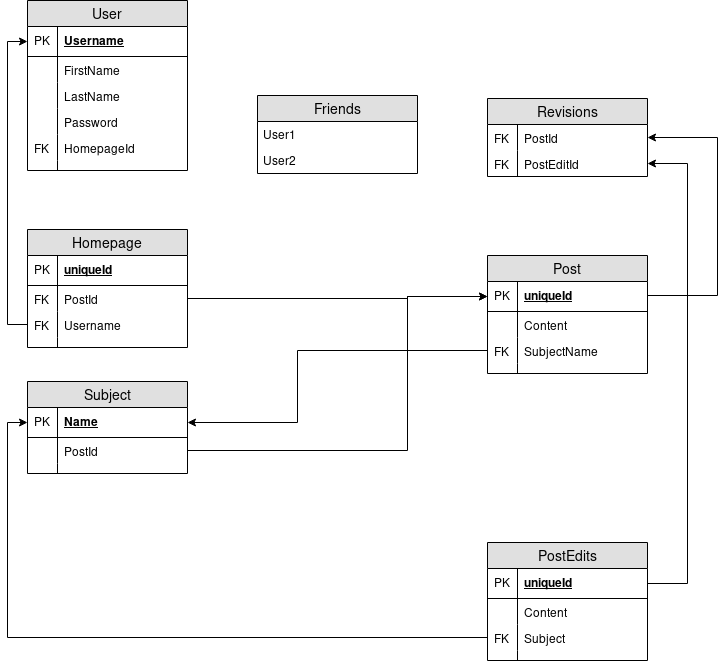 User
PK Username
FirstName
LastName
Password
FK HomepageId
Friends
User1
User2
Revisions
FK PostId
FK PostEditId
Homepage
PK uniqueId
FK PostId
FK Username
Post
PK uniqueId
Content
FK SubjectName
Subject
PK Name
PostId
PostEdits
PK uniqueId
Content
FK Subject